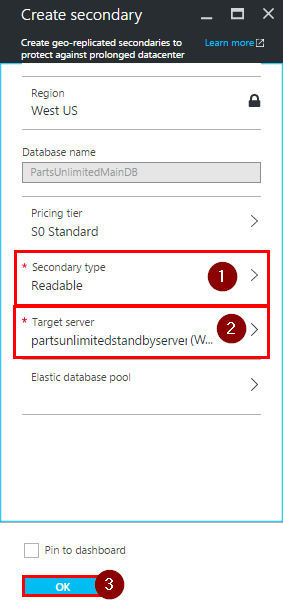 Create secondary
Create geo-replicated secondaries to
protect against prolonged datacenter
Learn more
Region
West US
Database name
PartsUnlimitedMainDB
Pricing tier
S0 Standard
* Secondary type
Readable
1
* Target server
partsunlimitedstandbyserver (W...
2
Elastic database pool
Pin to dashboard
OK
3